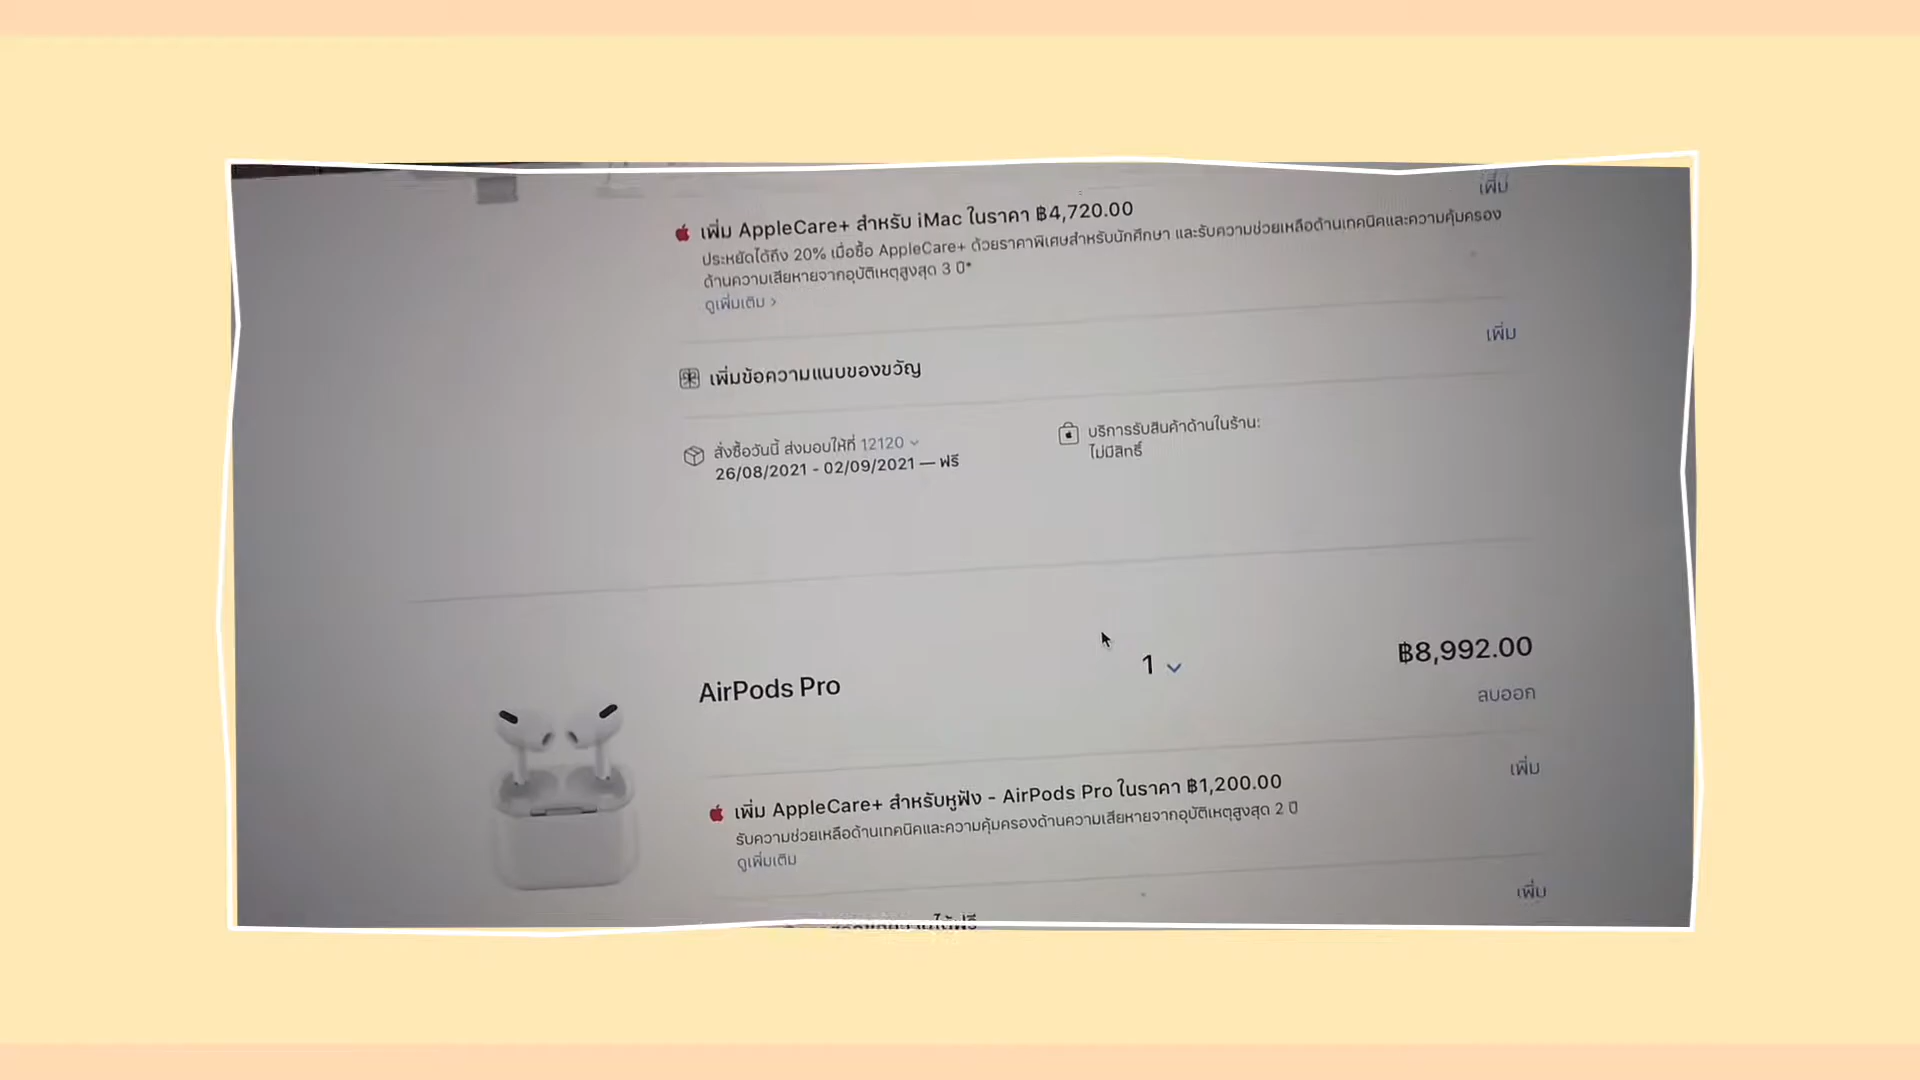 เพิ่ม
เพิ่ม AppleCare+ สำหรับ iMac ในราคา ฿4,720.00
ประหยัดได้ถึง 20% เมื่อซื้อ AppleCare+ ด้วยราคาพิเศษสำหรับนักศึกษา และรับความช่วยเหลือด้านเทคนิคและความคุ้มครอง
ด้านความเสียหายจากอุบัติเหตุสูงสุด 3 ปี*
ดูเพิ่มเติม >
เพิ่มข้อความแนบของขวัญ
เพิ่ม
สั่งซื้อวันนี้ ส่งมอบให้ที่ 12120
26/08/2021 - 02/09/2021 — ฟรี
บริการรับสินค้าด้านในร้าน:
ไม่มีสิทธิ์
AirPods Pro
1
฿8,992.00
ลบออก
เพิ่ม AppleCare+ สำหรับหูฟัง - AirPods Pro ในราคา ฿1,200.00
เพิ่ม
รับความช่วยเหลือด้านเทคนิคและความคุ้มครองด้านความเสียหายจากอุบัติเหตุสูงสุด 2 ปี
ดูเพิ่มเติม
เพิ่ม